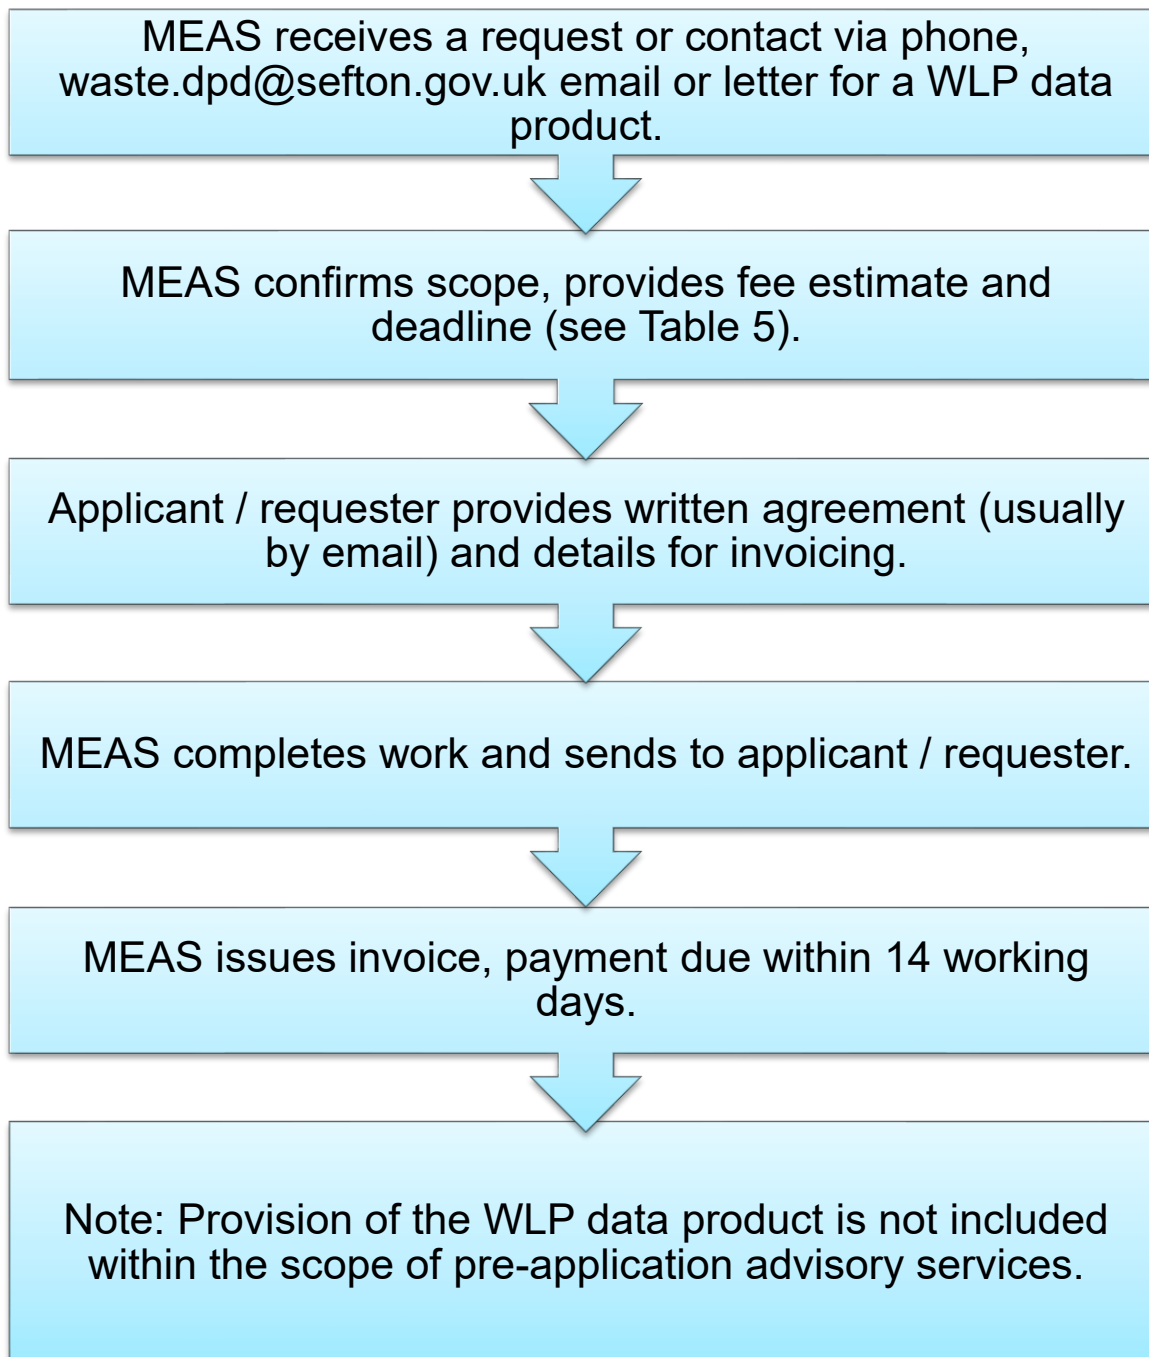 MEAS receives a request or contact via phone,
waste.dpd@sefton.gov.uk email or letter for a WLP data
product.
MEAS confirms scope, provides fee estimate and
deadline (see Table 5).
Applicant / requester provides written agreement (usually
by email) and details for invoicing.
MEAS completes work and sends to applicant / requester.
MEAS issues invoice, payment due within 14 working
days.
Note: Provision of the WLP data product is not included
within the scope of pre-application advisory services.